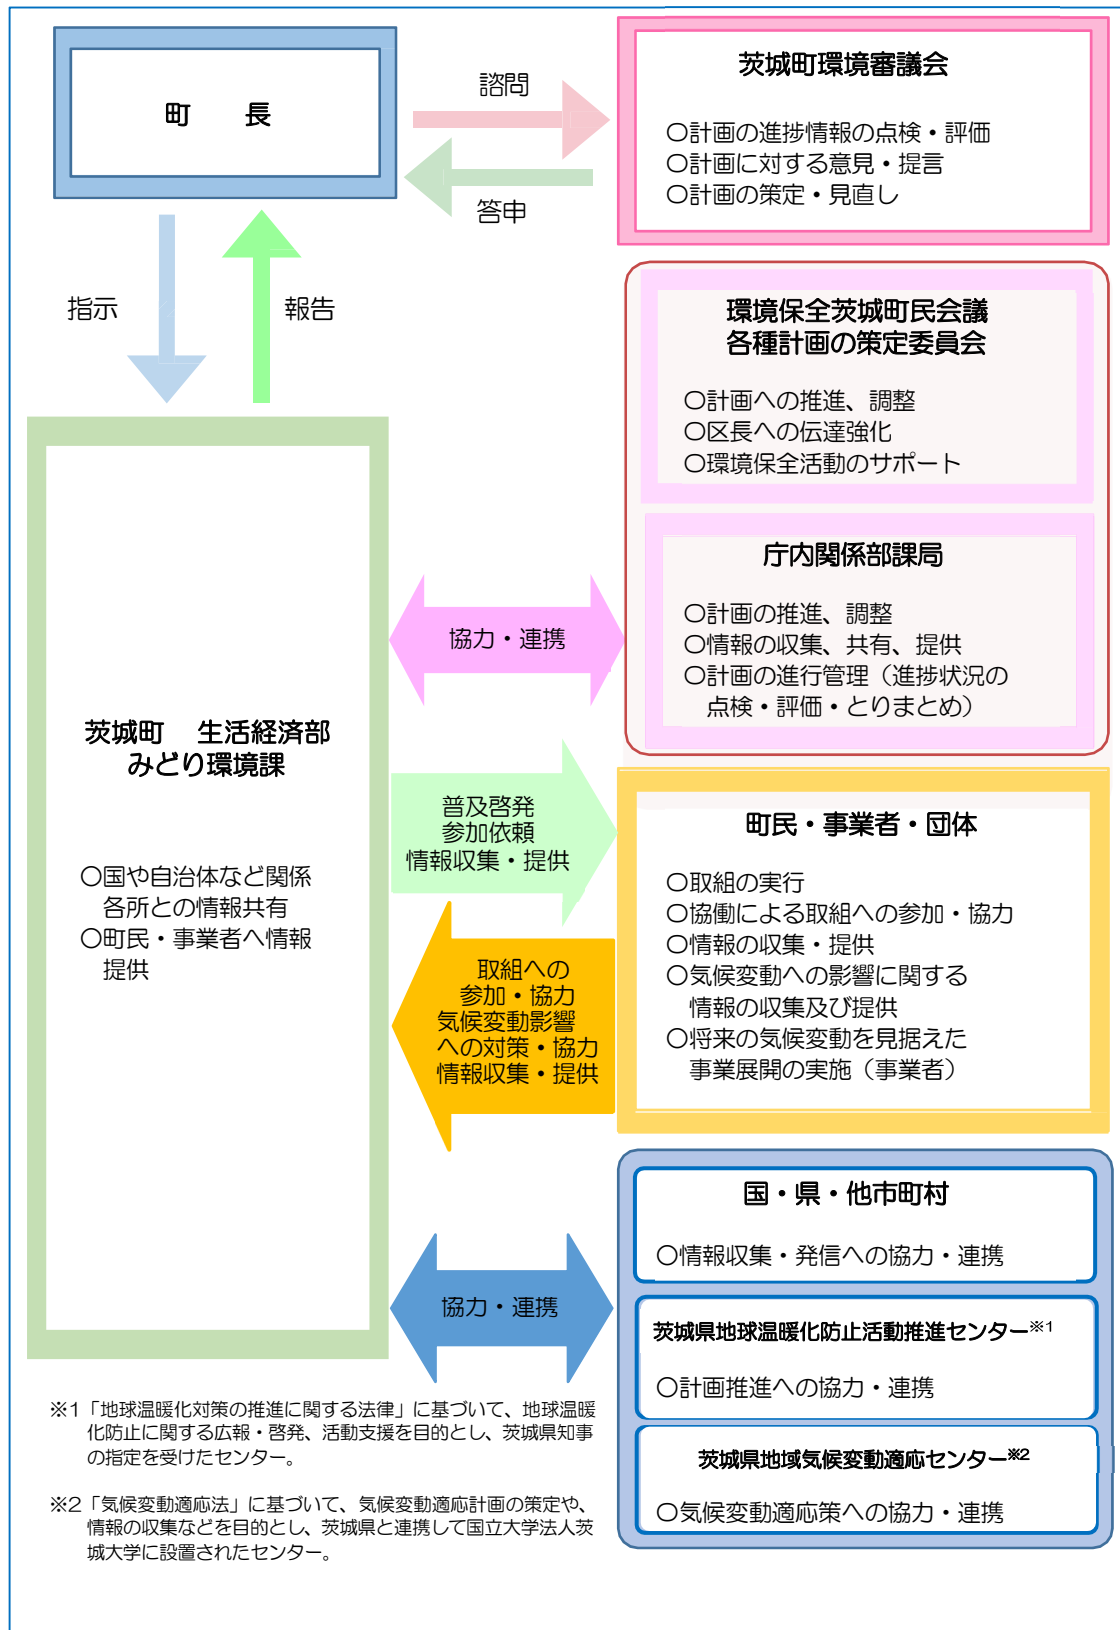 町　長
諮問
答申
茨城町環境審議会
〇計画の進捗情報の点検・評価
〇計画に対する意見・提言
〇計画の策定・見直し
指示
報告
環境保全茨城町民会議
各種計画の策定委員会
〇計画への推進、調整
〇区長への伝達強化
〇環境保全活動のサポート
庁内関係部課局
〇計画の推進、調整
〇情報の収集、共有、提供
〇計画の進行管理（進捗状況の
点検・評価・とりまとめ）
協力・連携
茨城町　生活経済部
みどり環境課
〇国や自治体など関係
各所との情報共有
〇町民・事業者へ情報
提供
普及啓発
参加依頼
情報収集・提供
取組への
参加・協力
気候変動影響
への対策・協力
情報収集・提供
町民・事業者・団体
〇取組の実行
〇協働による取組への参加・協力
〇情報の収集・提供
〇気候変動への影響に関する
情報の収集及び提供
〇将来の気候変動を見据えた
事業展開の実施（事業者）
協力・連携
国・県・他市町村
〇情報収集・発信への協力・連携
茨城県地球温暖化防止活動推進センター※1
〇計画推進への協力・連携
茨城県地域気候変動適応センター※2
〇気候変動適応策への協力・連携
※1「地球温暖化対策の推進に関する法律」に基づいて、地球温暖
化防止に関する広報・啓発、活動支援を目的とし、茨城県知事
の指定を受けたセンター。
※2「気候変動適応法」に基づいて、気候変動適応計画の策定や、
情報の収集などを目的とし、茨城県と連携して国立大学法人茨
城大学に設置されたセンター。